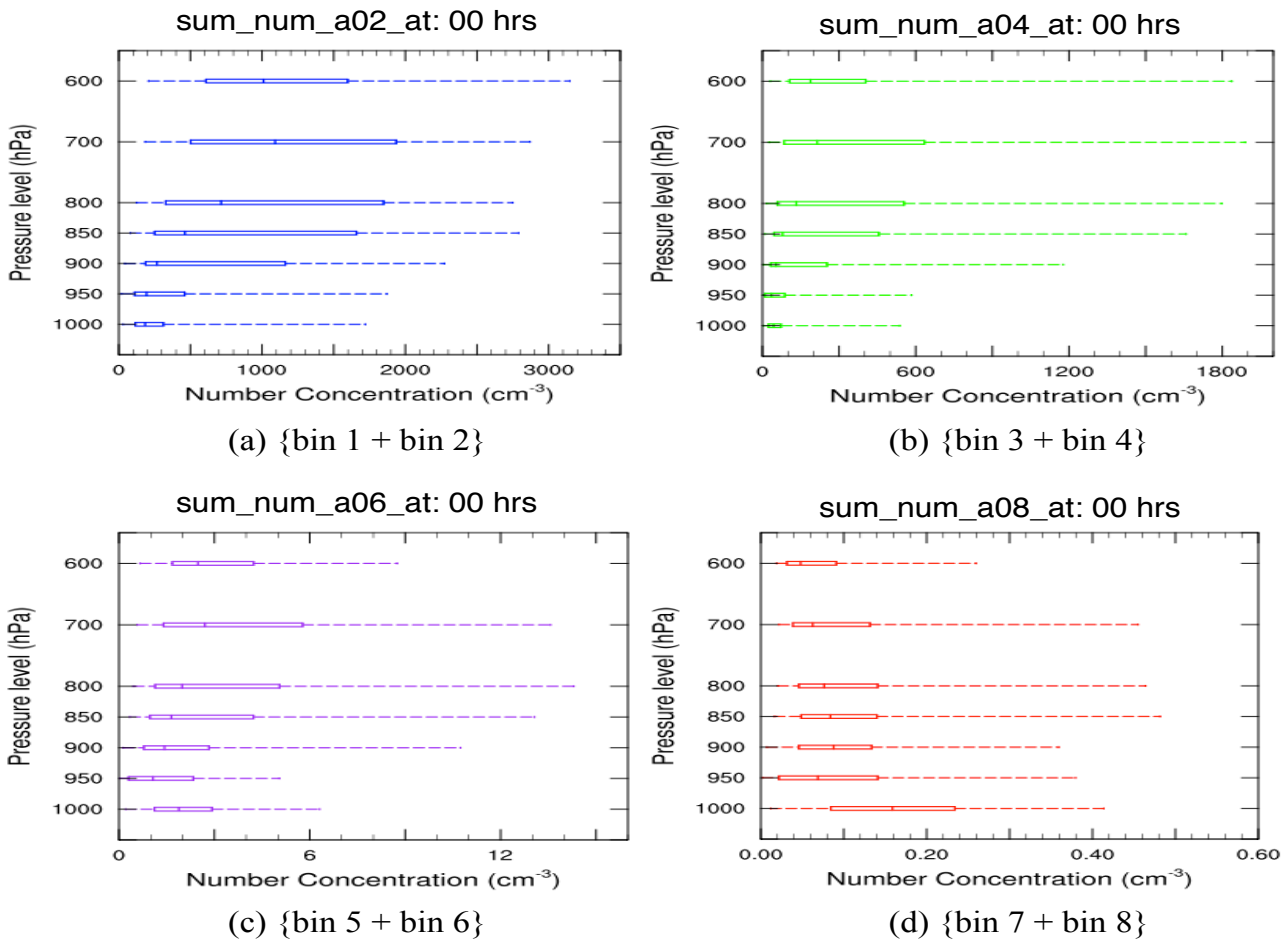 sum_num_a02_at: 00 hrs
600
700
800
850
900
950
1000
Pressure level (hPa)
0 1000 2000 3000
Number Concentration (cm-3)
(a) {bin 1 + bin 2}
sum_num_a04_at: 00 hrs
600
700
800
850
900
950
1000
Pressure level (hPa)
0 600 1200 1800
Number Concentration (cm-3)
(b) {bin 3 + bin 4}
sum_num_a06_at: 00 hrs
600
700
800
850
900
950
1000
Pressure level (hPa)
0 6 12
Number Concentration (cm-3)
(c) {bin 5 + bin 6}
sum_num_a08_at: 00 hrs
600
700
800
850
900
950
1000
Pressure level (hPa)
0.00 0.20 0.40 0.60
Number Concentration (cm-3)
(d) {bin 7 + bin 8}